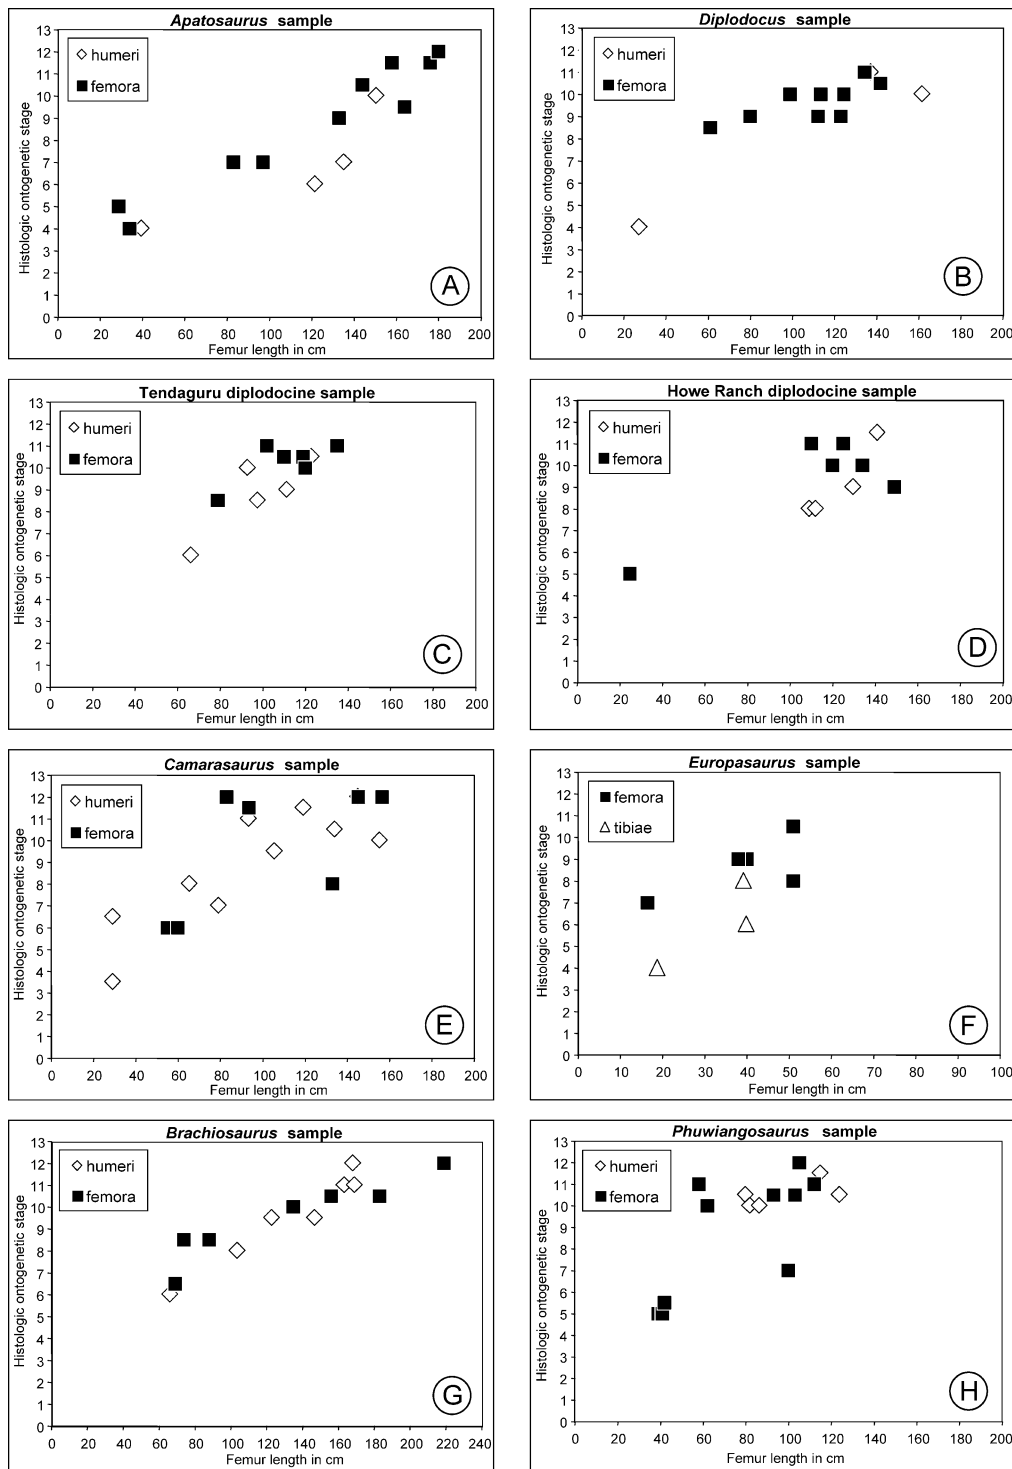 Apatosaurus sample
humeri
femora
Histologic ontogenetic stage
13
12
11
10
9
8
7
6
5
4
3
2
1
0
0 20 40 60 80 100 120 140 160 180 200
Femur length in cm
A
Diplodocus sample
humeri
femora
Histologic ontogenetic stage
13
12
11
10
9
8
7
6
5
4
3
2
1
0
0 20 40 60 80 100 120 140 160 180 200
Femur length in cm
B
Tendaguru diplodocine sample
humeri
femora
Histologic ontogenetic stage
13
12
11
10
9
8
7
6
5
4
3
2
1
0
0 20 40 60 80 100 120 140 160 180 200
Femur length in cm
C
Howe Ranch diplodocine sample
humeri
femora
Histologic ontogenetic stage
13
12
11
10
9
8
7
6
5
4
3
2
1
0
0 20 40 60 80 100 120 140 160 180 200
Femur length in cm
D
Camarasaurus sample
humeri
femora
Histologic ontogenetic stage
13
12
11
10
9
8
7
6
5
4
3
2
1
0
0 20 40 60 80 100 120 140 160 180 200
Femur length in cm
E
Europasaurus sample
femora
tibiae
Histologic ontogenetic stage
13
12
11
10
9
8
7
6
5
4
3
2
1
0
0 10 20 30 40 50 60 70 80 90 100
Femur length in cm
F
Brachiosaurus sample
humeri
femora
Histologic ontogenetic stage
13
12
11
10
9
8
7
6
5
4
3
2
1
0
0 20 40 60 80 100 120 140 160 180 200 220 240
Femur length in cm
G
Phuwiangosaurus sample
humeri
femora
Histologic ontogenetic stage
13
12
11
10
9
8
7
6
5
4
3
2
1
0
0 20 40 60 80 100 120 140 160 180 200
Femur length in cm
H